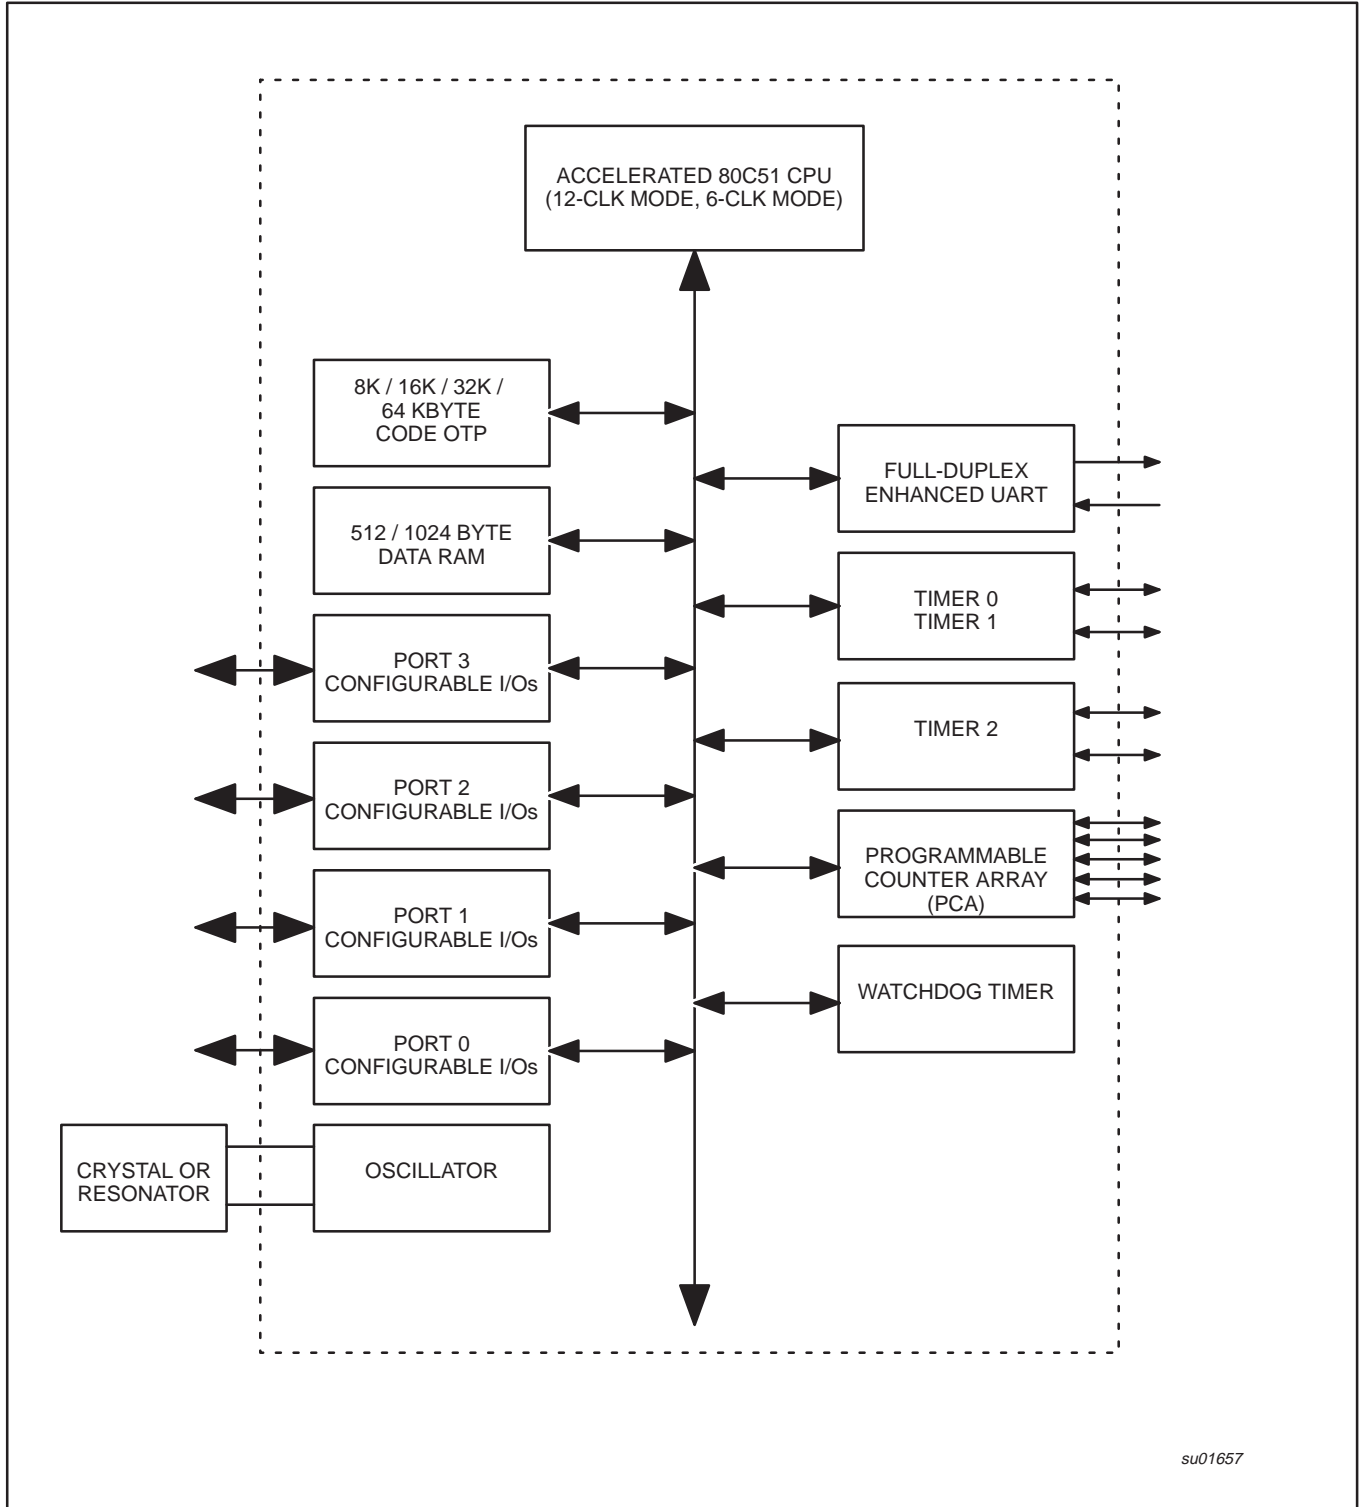 ACCELERATED 80C51 CPU
(12-CLK MODE, 6-CLK MODE)
8K / 16K / 32K /
64 KBYTE
CODE OTP
512 / 1024 BYTE
DATA RAM
PORT 3
CONFIGURABLE I/Os
PORT 2
CONFIGURABLE I/Os
PORT 1
CONFIGURABLE I/Os
PORT 0
CONFIGURABLE I/Os
CRYSTAL OR
RESONATOR
OSCILLATOR
FULL-DUPLEX
ENHANCED UART
TIMER 0
TIMER 1
TIMER 2
PROGRAMMABLE
COUNTER ARRAY
(PCA)
WATCHDOG TIMER
su01657